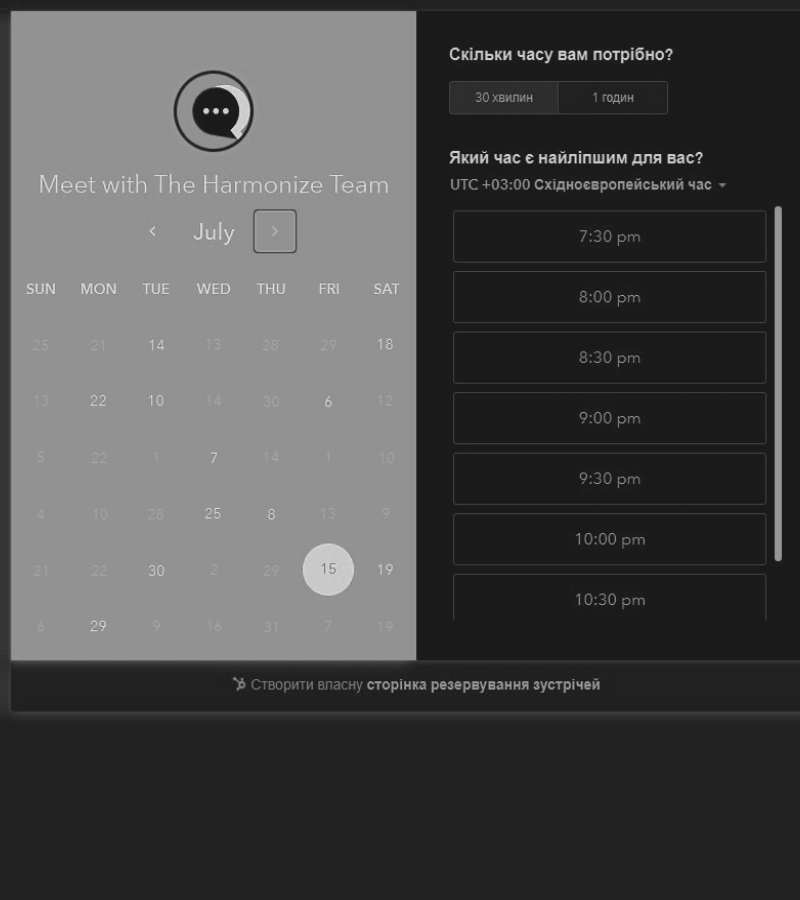 Meet with The Harmonize Team
July
SUN MON TUE WED THU FRI SAT
25 21 14 13 28 29 18
13 22 10 14 30 6 12
5 22 1 7 14 1 10
4 10 28 25 8 13 9
21 22 30 2 29 15 19
6 29 9 16 31 7 19
Скільки часу вам потрібно?
30 хвилин 1 годин
Який час є найліпшим для вас?
UTC +03:00 Східноєвропейський час
7:30 pm
8:00 pm
8:30 pm
9:00 pm
9:30 pm
10:00 pm
10:30 pm
Створити власну сторінка резервування зустрічей